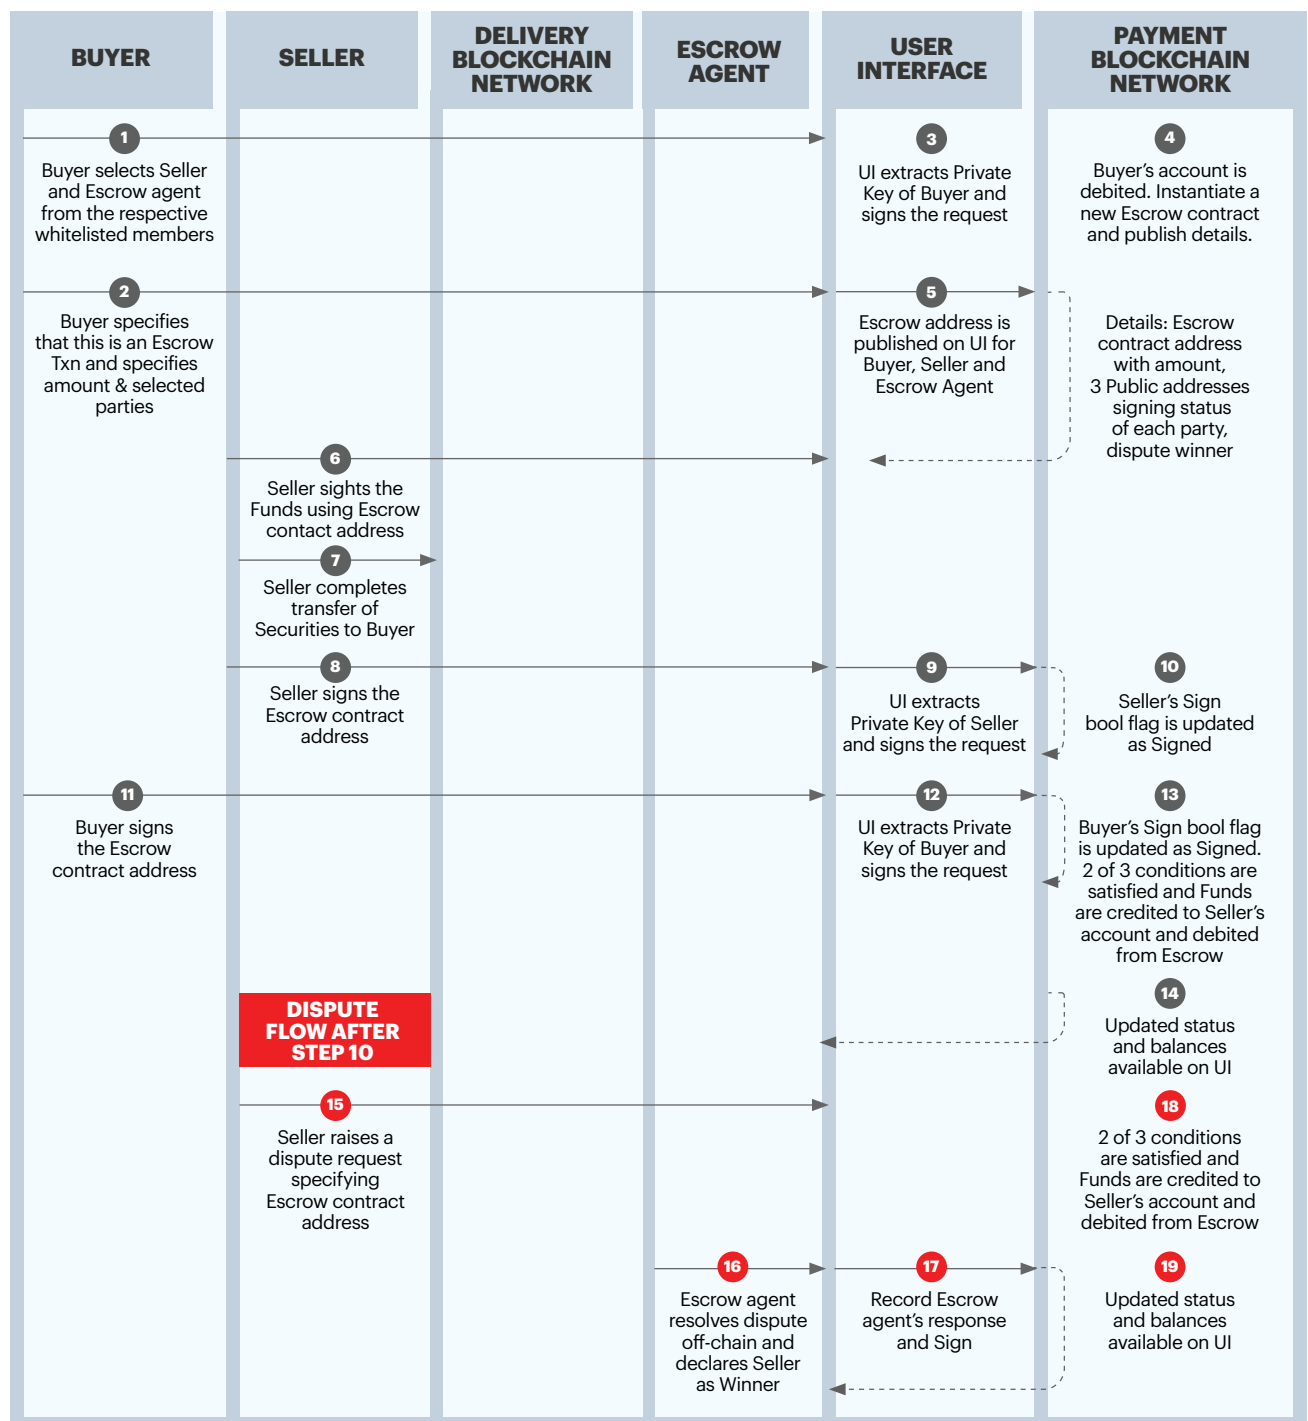 BUYER
SELLER
DELIVERY
BLOCKCHAIN
NETWORK
ESCROW
AGENT
USER
INTERFACE
PAYMENT
BLOCKCHAIN
NETWORK
1
Buyer selects Seller
and Escrow agent
from the respective
whitelisted members
3
UI extracts Private
Key of Buyer and
signs the request
4
Buyer’s account is
debited. Instantiate a
new Escrow contract
and publish details.
2
Buyer specifies
that this is an Escrow
Txn and specifies
amount & selected
parties
5
Escrow address is
published on UI for
Buyer, Seller and
Escrow Agent
Details: Escrow
contract address
with amount,
3 Public addresses
signing status
of each party,
dispute winner
6
Seller sights the
Funds using Escrow
contact address
7
Seller completes
transfer of
Securities to Buyer
8
Seller signs the
Escrow contract
address
9
UI extracts
Private Key of Seller
and signs the request
10
Seller’s Sign
bool flag is updated
as Signed
11
Buyer signs
the Escrow
contract address
12
UI extracts Private
Key of Buyer and
signs the request
13
Buyer’s Sign bool flag
is updated as Signed.
2 of 3 conditions are
satisfied and Funds
are credited to Seller’s
account and debited
from Escrow
DISPUTE
FLOW AFTER
STEP 10
14
Updated status
and balances
available on UI
15
Seller raises a
dispute request
specifying
Escrow contract
address
18
2 of 3 conditions
are satisfied and
Funds are credited to
Seller’s account and
debited from Escrow
16
Escrow agent
resolves dispute
off-chain and
declares Seller
as Winner
17
Record Escrow
agent’s response
and Sign
19
Updated status
and balances
available on UI